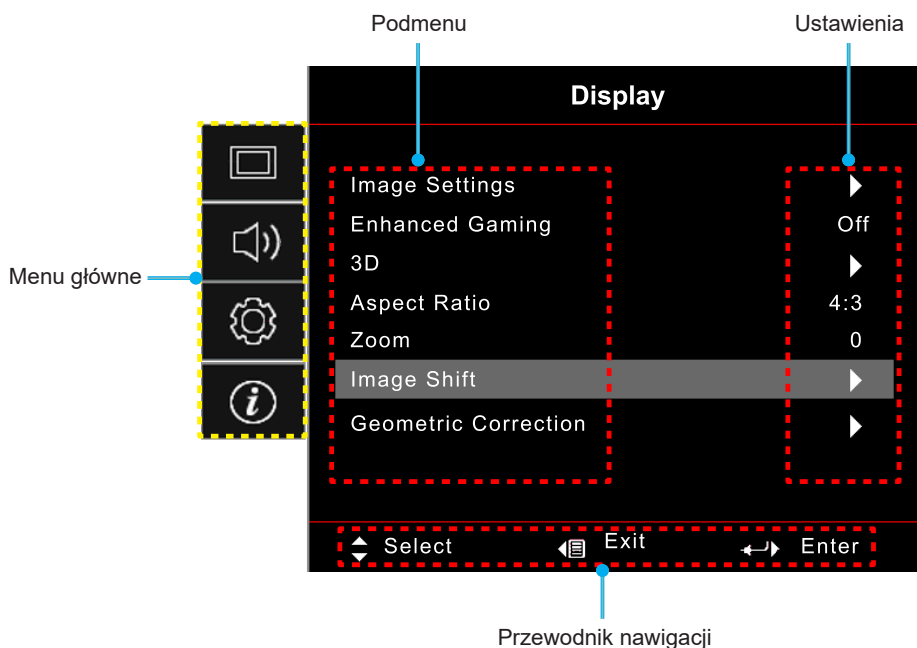 Podmenu
Ustawienia
Display
Image Settings
Enhanced Gaming Off
3D
Menu główne
Aspect Ratio 4:3
Zoom 0
Image Shift
Geometric Correction
Select Exit Enter
Przewodnik nawigacji